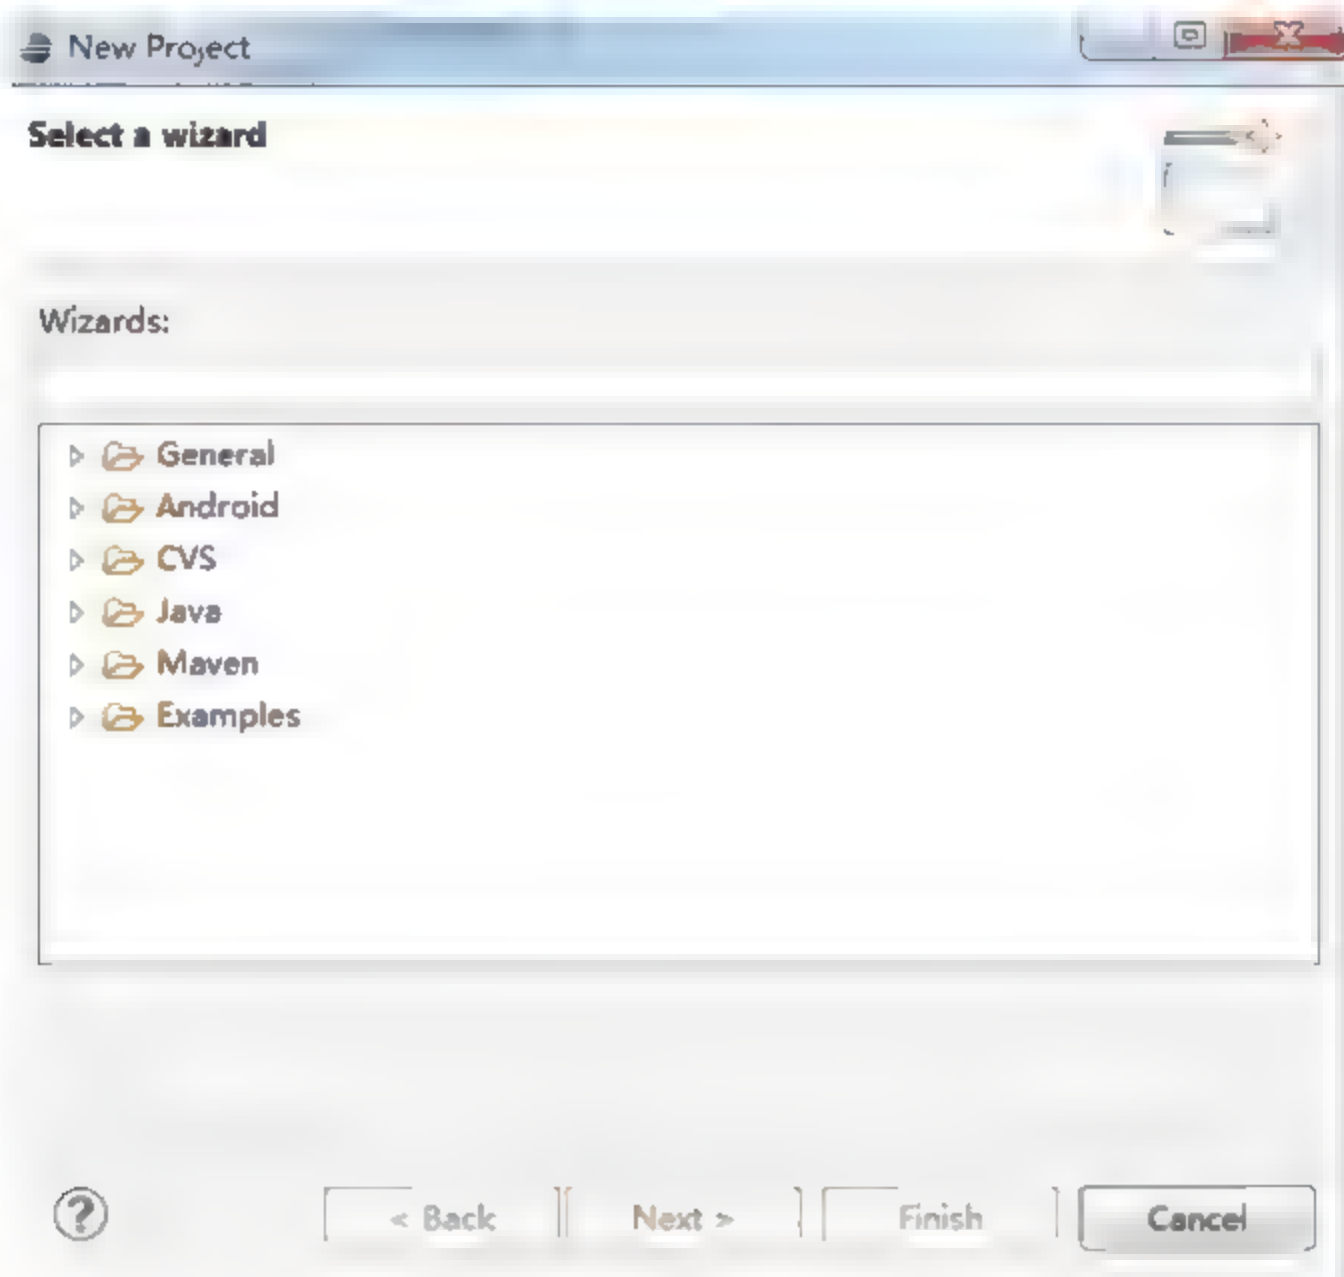 New Project
Select a wizard
Wizards:
General
Android
CVS
Java
Maven
Examples
?
< Back Next > Finish Cancel